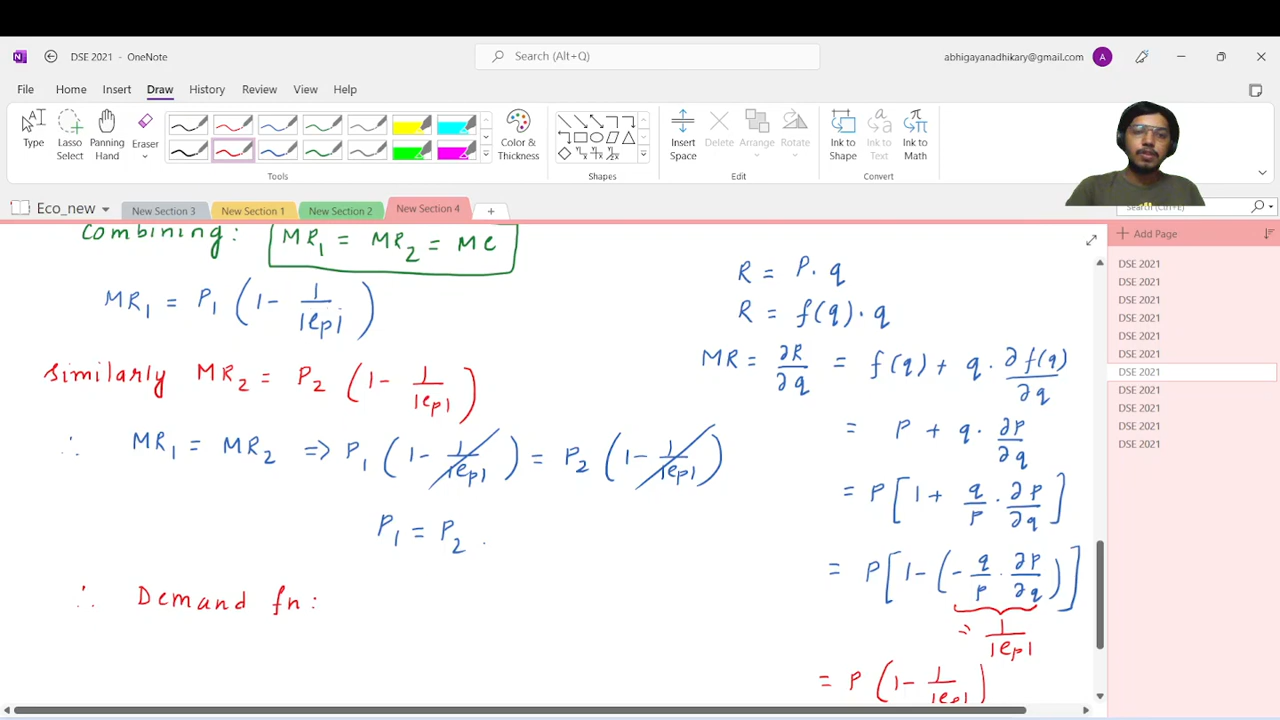 DSE 2021 - OneNote
Search (Alt+Q)
abhigayanadhikary@gmail.com
A
File Home Insert Draw History Review View Help
Type
Lasso Select
Panning Hand
Eraser
Color & Thickness
Insert Space
Delete
Arrange
Rotate
Ink to Shape
Ink to Text
Ink to Math
Tools
Shapes
Edit
Convert
Eco_new
New Section 3
New Section 1
New Section 2
New Section 4
Search (Ctrl+E)
Add Page
DSE 2021
DSE 2021
DSE 2021
DSE 2021
DSE 2021
DSE 2021
DSE 2021
DSE 2021
DSE 2021
DSE 2021
DSE 2021
Combining: MR₁ = MR₂ = MC
MR₁ = P₁ (1 - 1/|ep|)
Similarly MR₂ = P₂ (1 - 1/|ep|)
∴ MR₁ = MR₂ => P₁ (1 - 1/|ep|) = P₂ (1 - 1/|ep|)
P₁ = P₂
∴ Demand fn:
R = P. q
R = f(q) . q
MR = ∂R/∂q = f(q) + q . ∂f(q)/∂q
= P + q . ∂P/∂q
= P [1 + q/P . ∂P/∂q]
= P [1 - (- q/P . ∂P/∂q)]
= 1/|ep|
= P (1 - 1/|ep|)